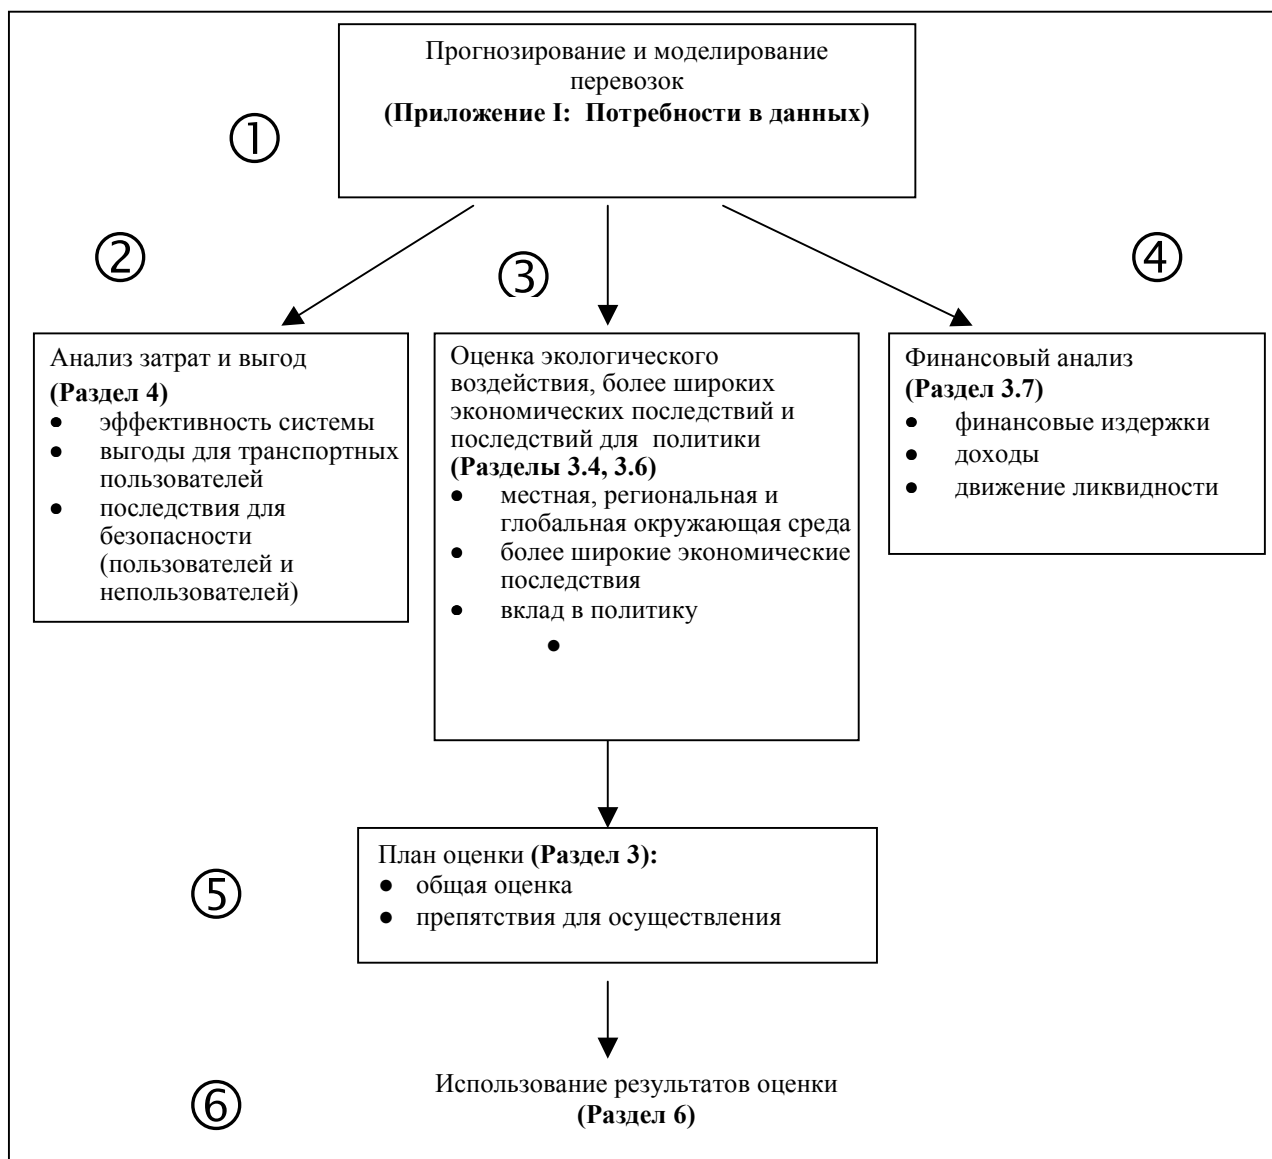 Прогнозирование и моделирование
перевозок
(Приложение I: Потребности в данных)
①
②
③
④
Анализ затрат и выгод
(Раздел 4)
● эффективность системы
● выгоды для транспортных
пользователей
● последствия для
безопасности
(пользователей и
непользователей)
Оценка экологического
воздействия, более широких
экономических последствий и
последствий для политики
(Разделы 3.4, 3.6)
● местная, региональная и
глобальная окружающая среда
● более широкие экономические
последствия
● вклад в политику
●
Финансовый анализ
(Раздел 3.7)
● финансовые издержки
● доходы
● движение ликвидности
⑤
План оценки (Раздел 3):
● общая оценка
● препятствия для осуществления
⑥
Использование результатов оценки
(Раздел 6)